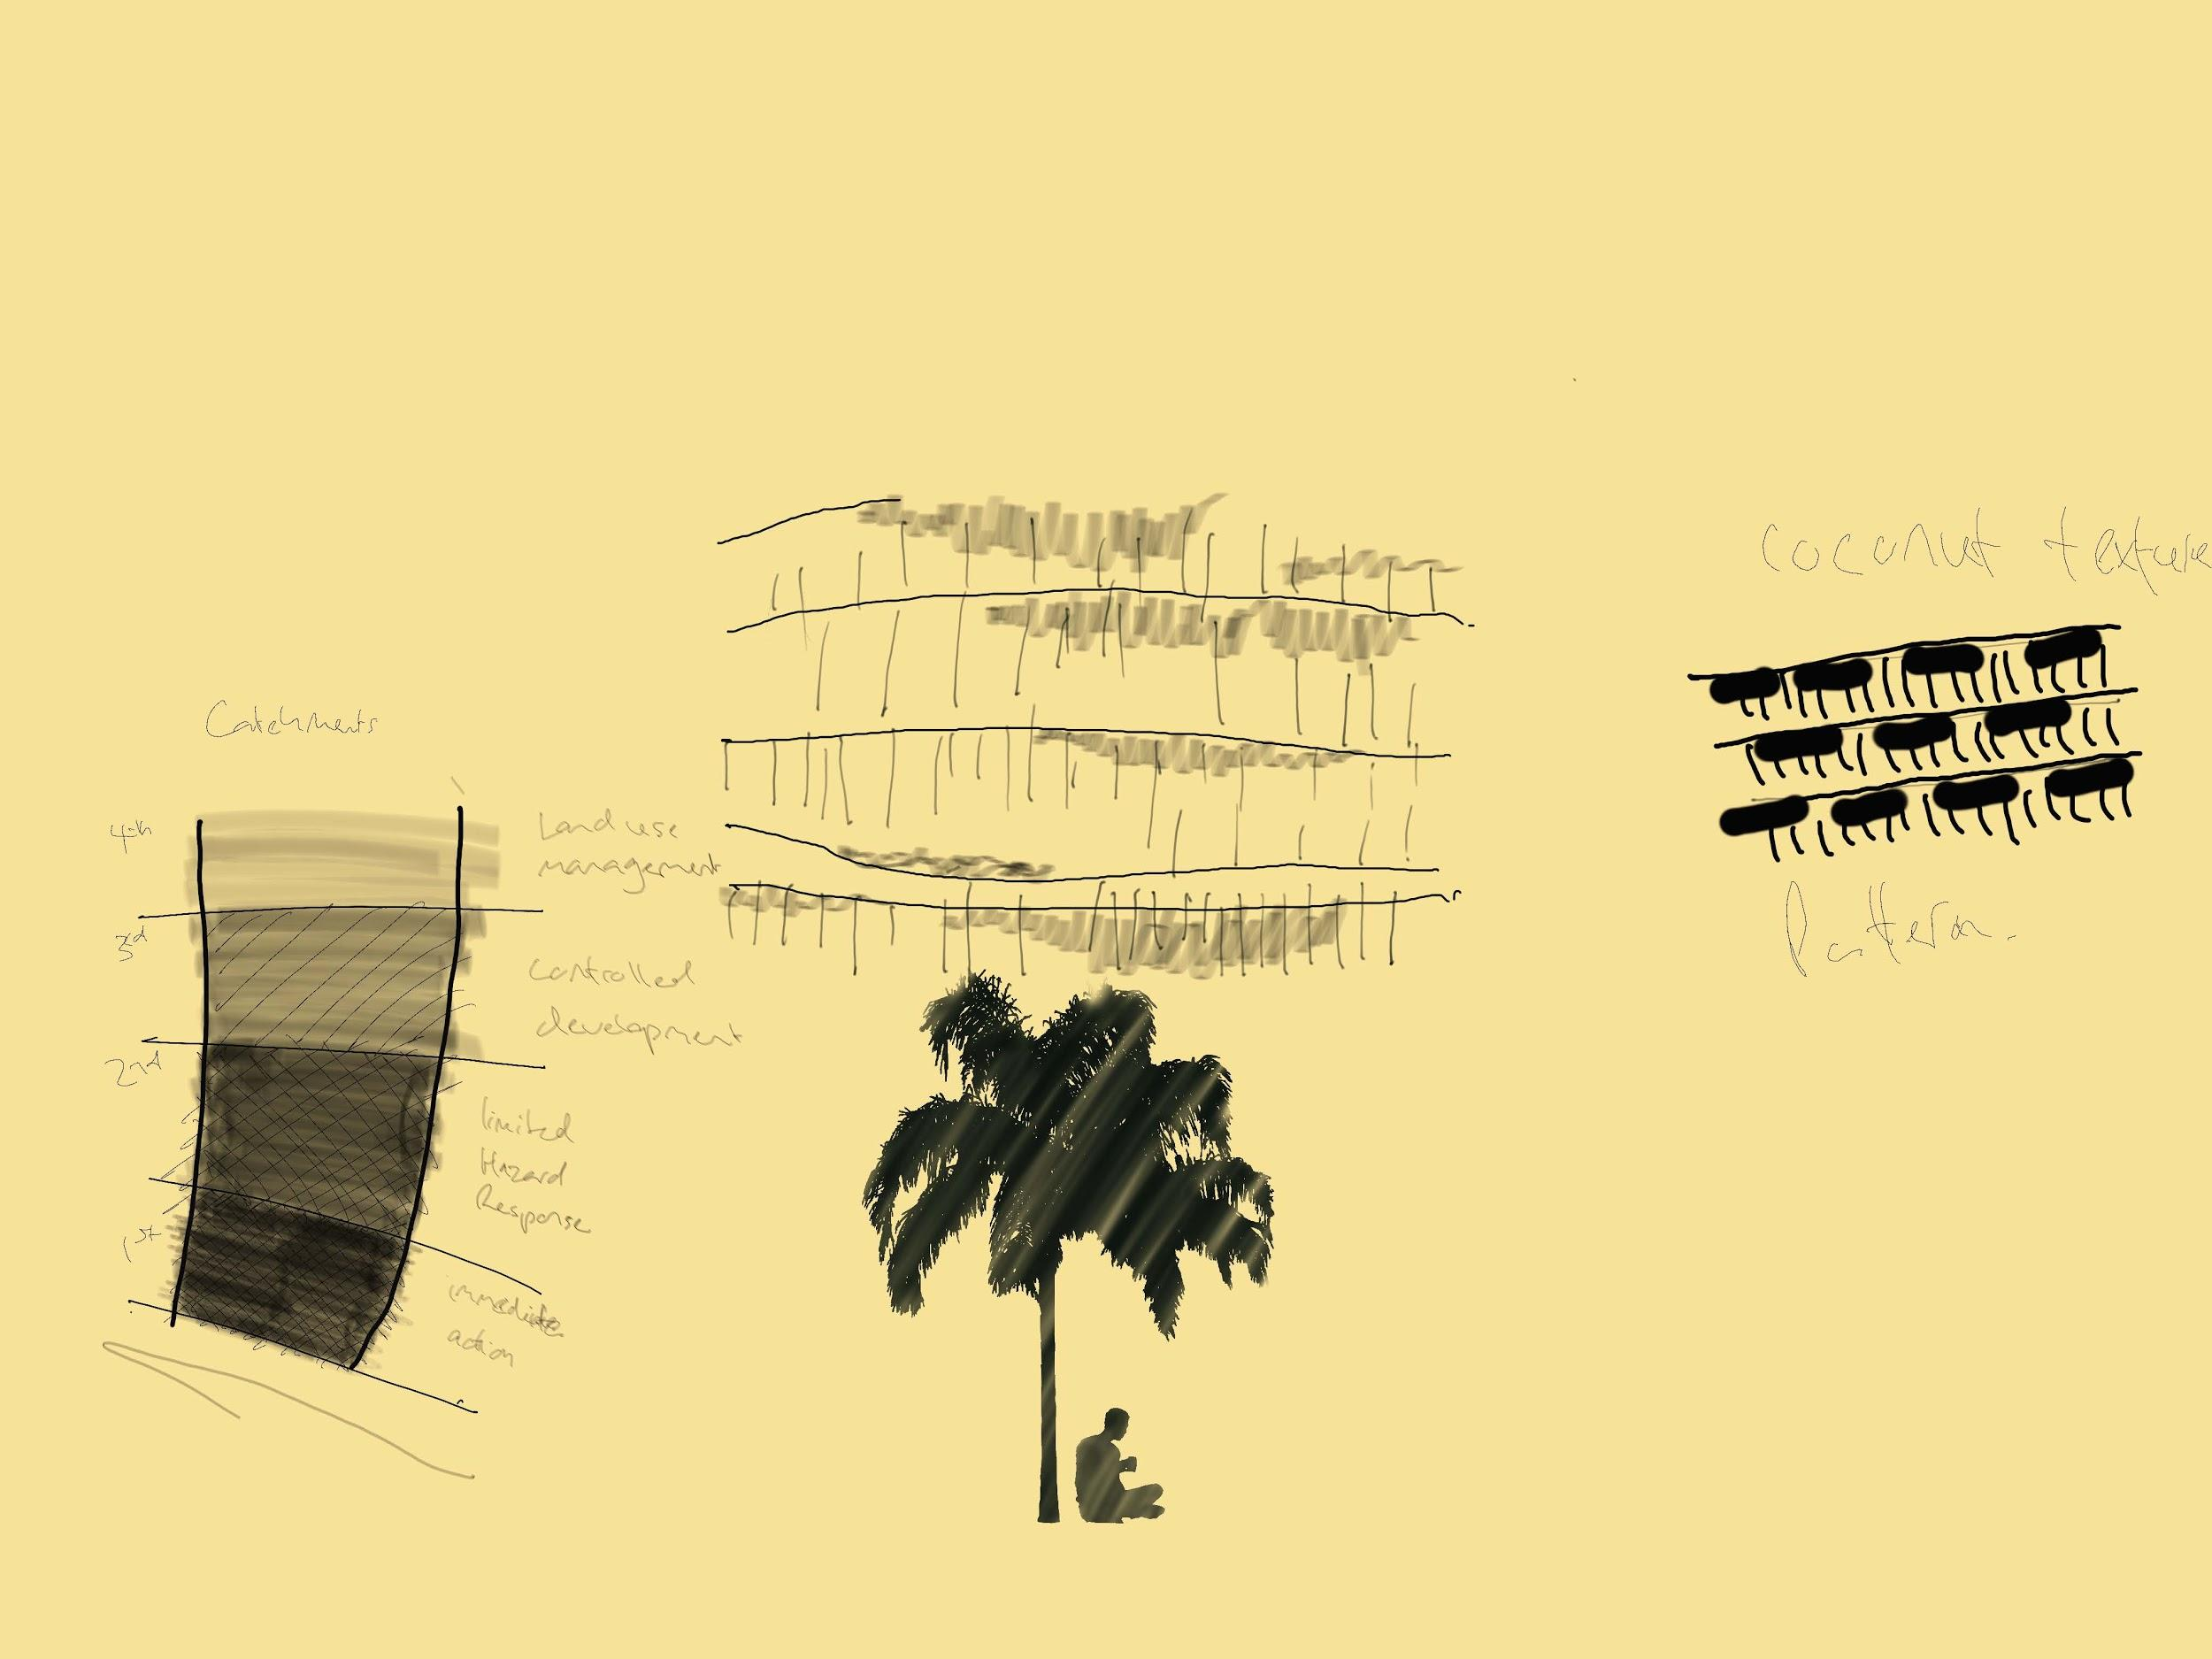 Catchments
4th
Land use
management
3rd
controlled
development
2nd
limited
Hazard
Response
1st
immediate
action
coconut texture
Pattern.